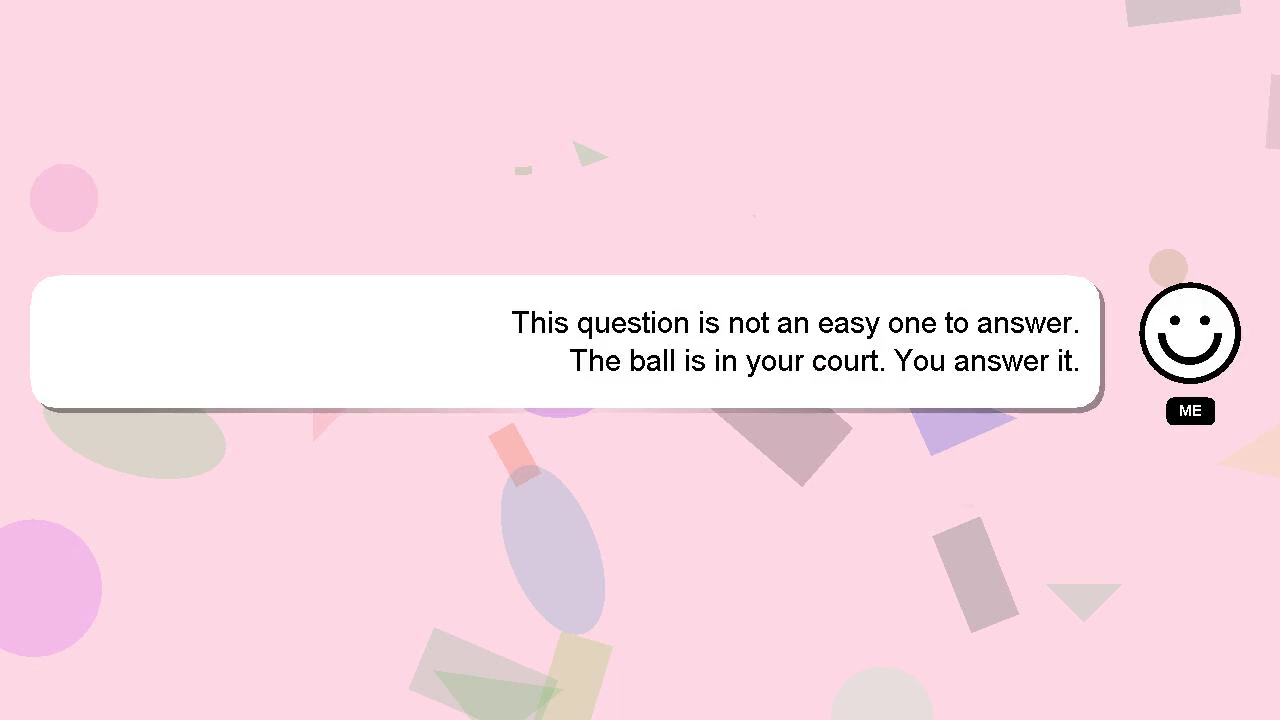 This question is not an easy one to answer.
The ball is in your court. You answer it.
ME